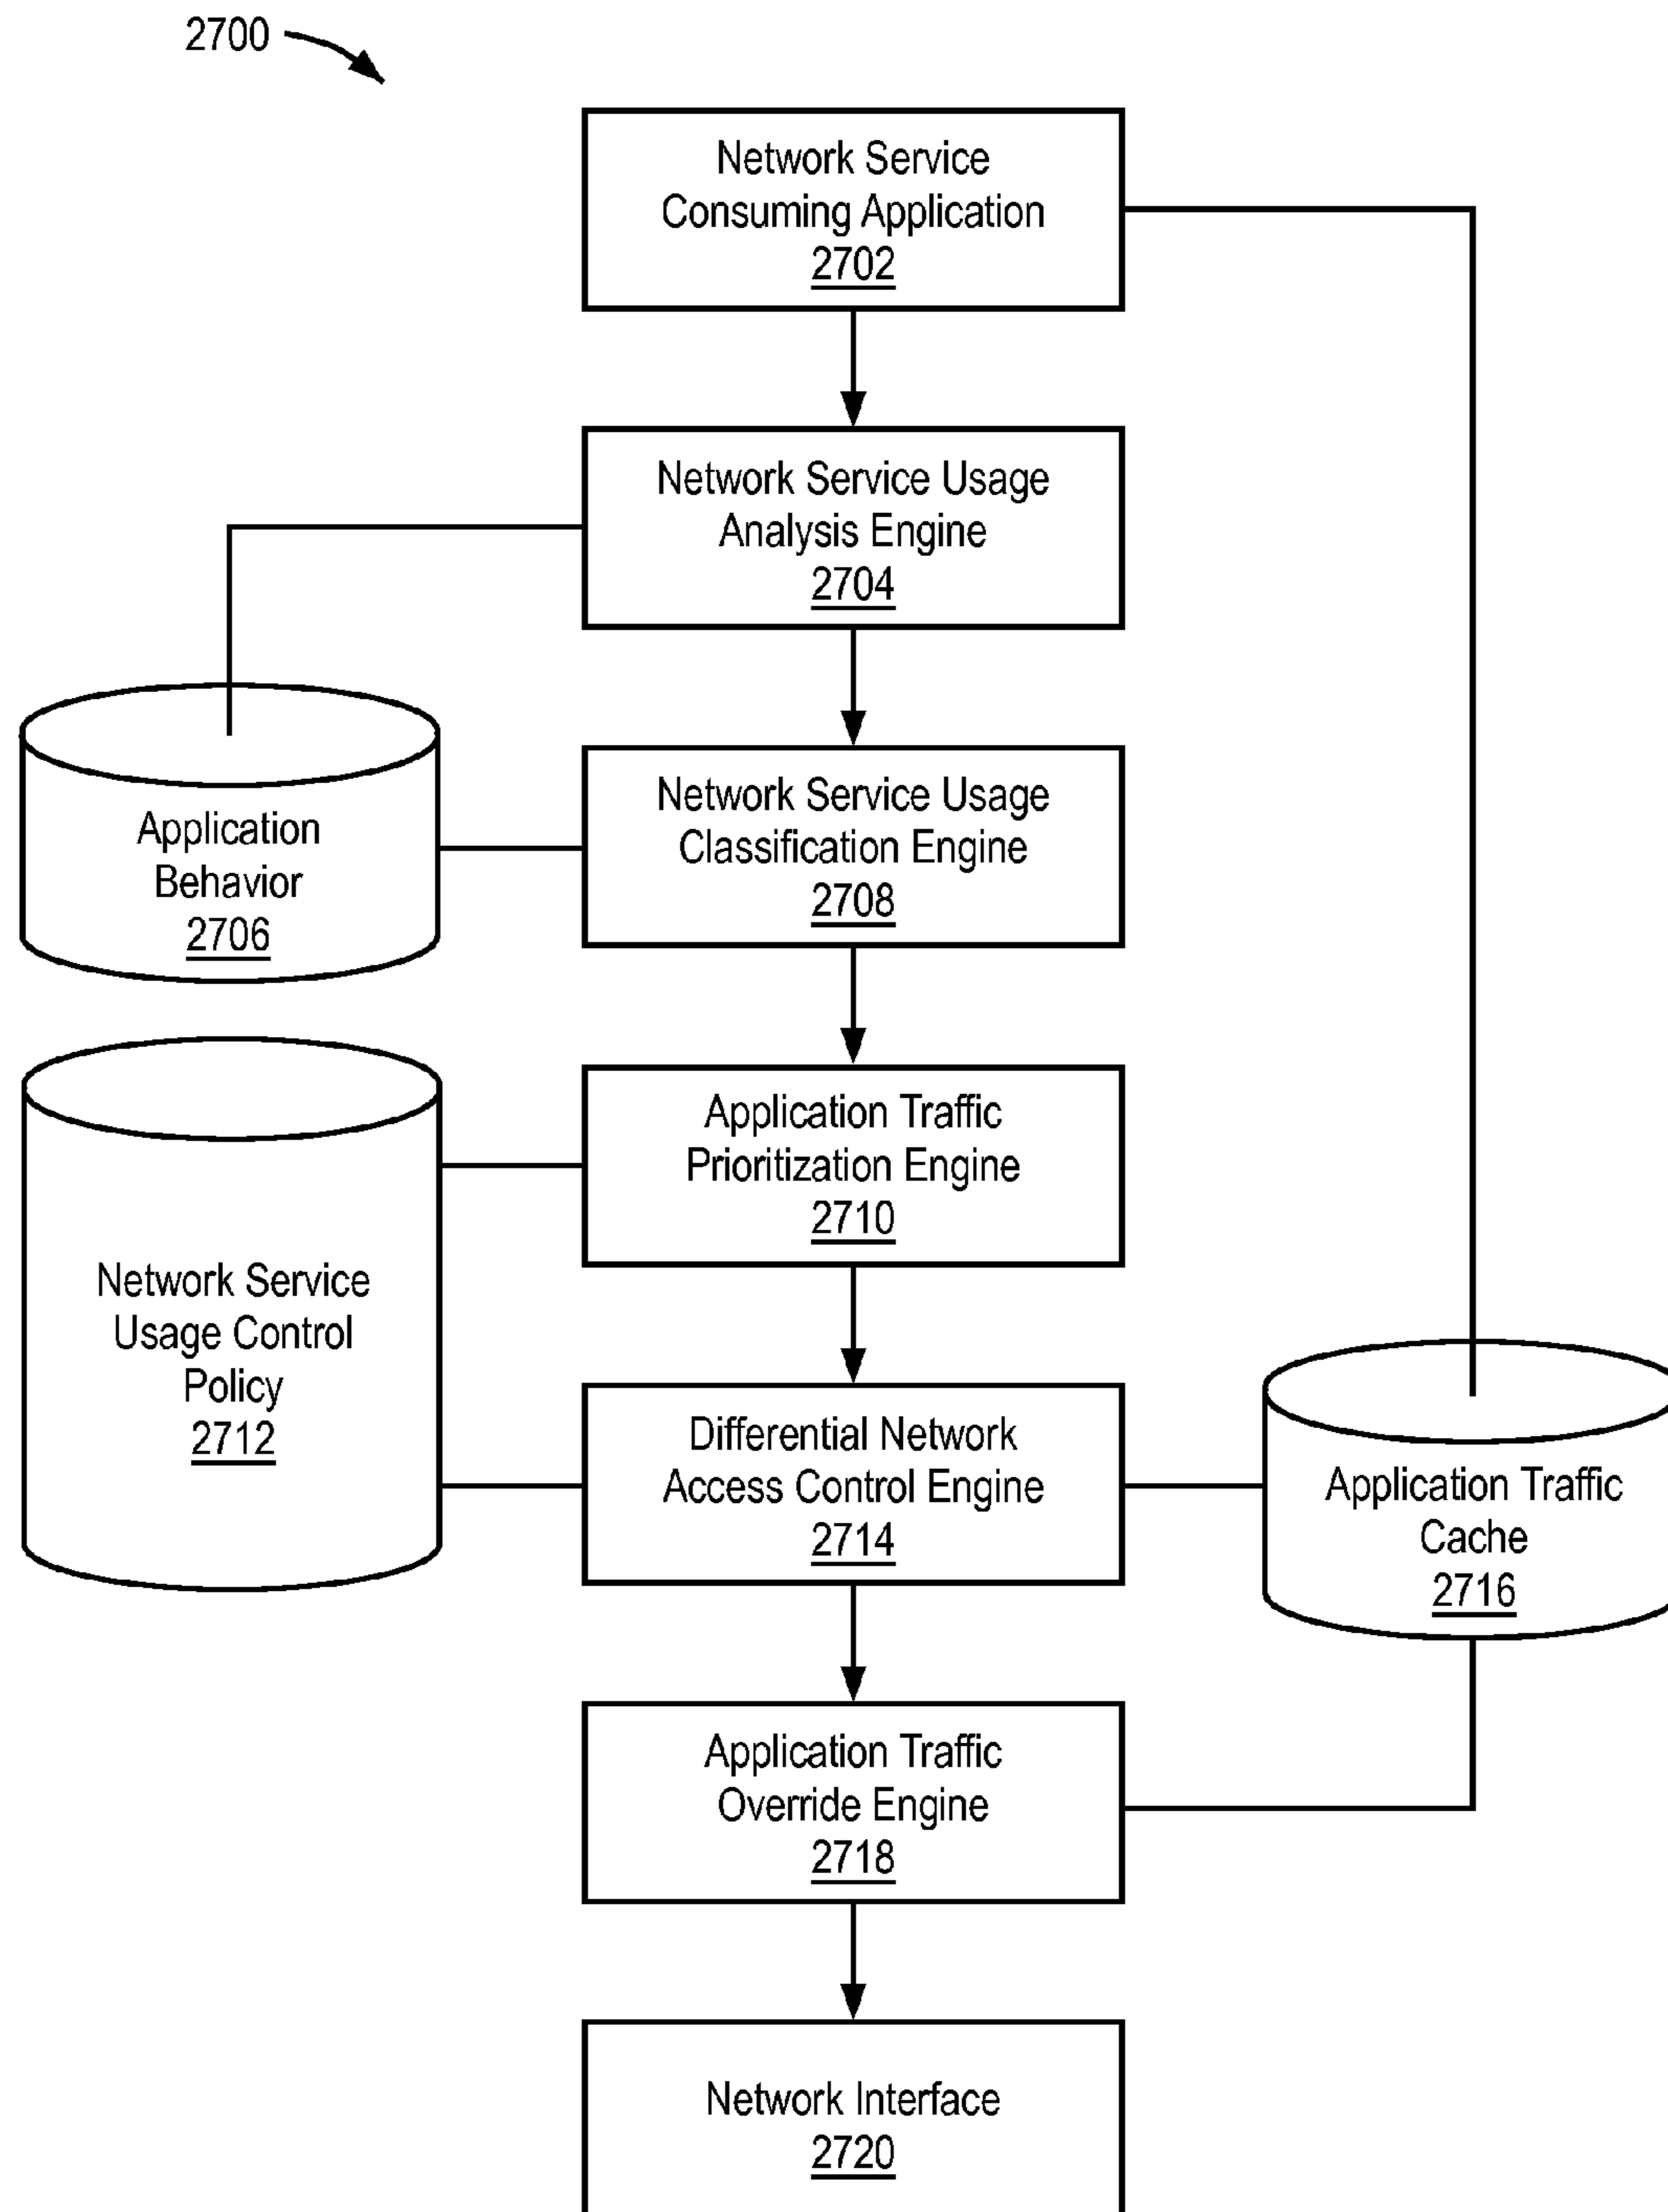 2700
Network Service
Consuming Application
2702
Network Service Usage
Analysis Engine
2704
Application
Behavior
2706
Network Service Usage
Classification Engine
2708
Application Traffic
Prioritization Engine
2710
Network Service
Usage Control
Policy
2712
Differential Network
Access Control Engine
2714
Application Traffic
Cache
2716
Application Traffic
Override Engine
2718
Network Interface
2720